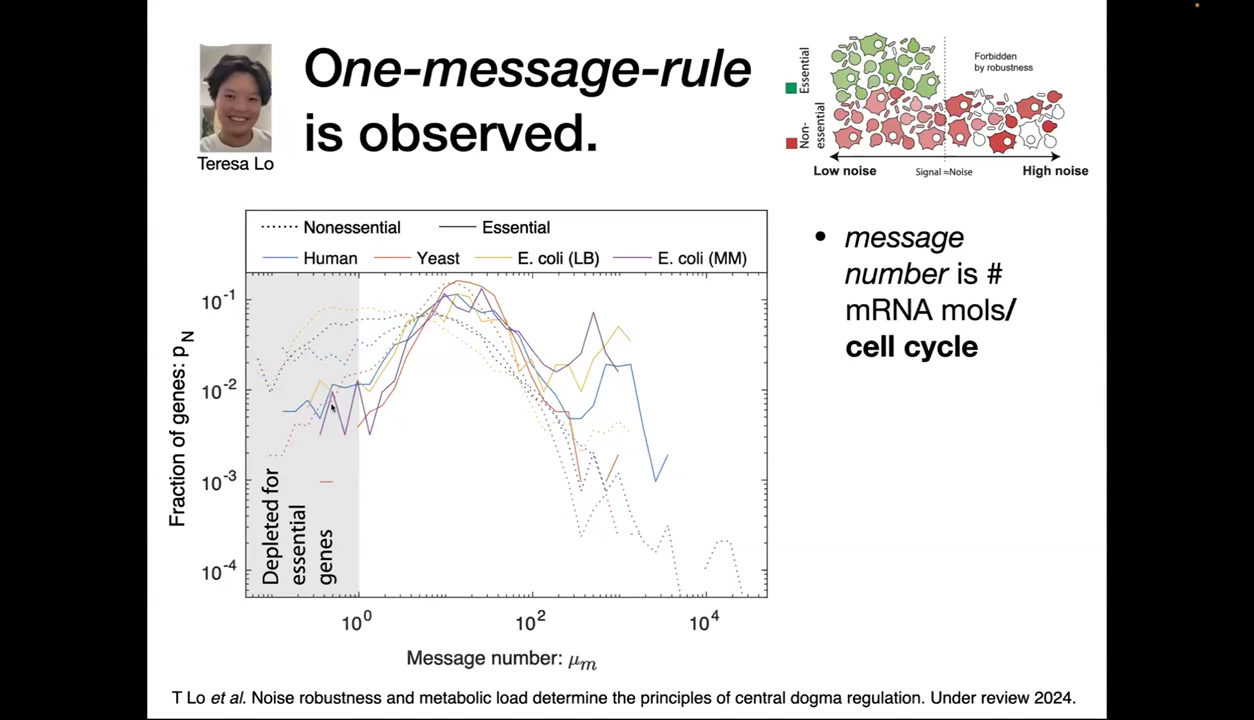 One-message-rule
is observed.
Teresa Lo
Essential
Non-
essential
Forbidden
by robustness
Low noise
Signal ≈Noise
High noise
Nonessential
Essential
Human
Yeast
E. coli (LB)
E. coli (MM)
Fraction of genes: pN
10-1
10-2
10-3
10-4
Depleted for
essential
genes
100
102
104
Message number: μm
• message
number is #
mRNA mols/
cell cycle
T Lo et al. Noise robustness and metabolic load determine the principles of central dogma regulation. Under review 2024.